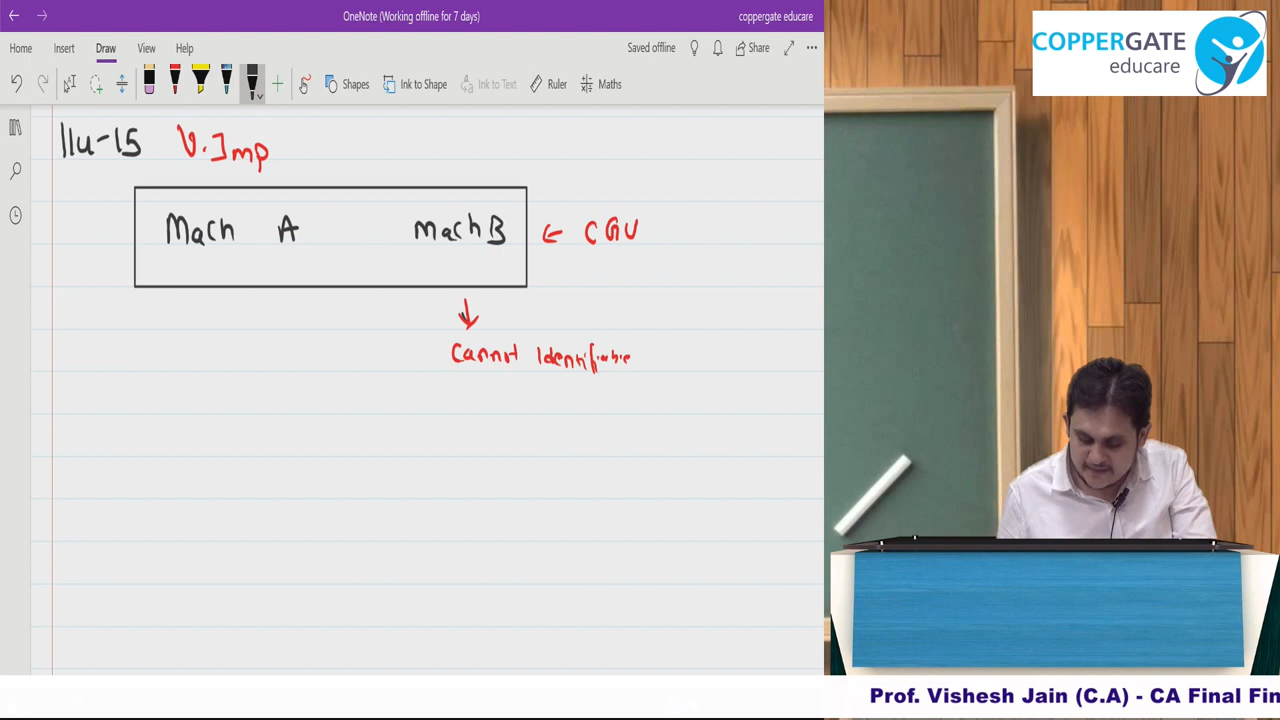 OneNote (Working offline for 7 days)
coppergate educare
Home Insert Draw View Help
Saved offline
Share
Shapes
Ink to Shape
Ink to Text
Ruler
Maths
COPPERGATE
educare
11u-15 V.Imp
Mach A Mach B ← CGU
↓
Cannot Identifiable
Prof. Vishesh Jain (C.A) - CA Final Fin